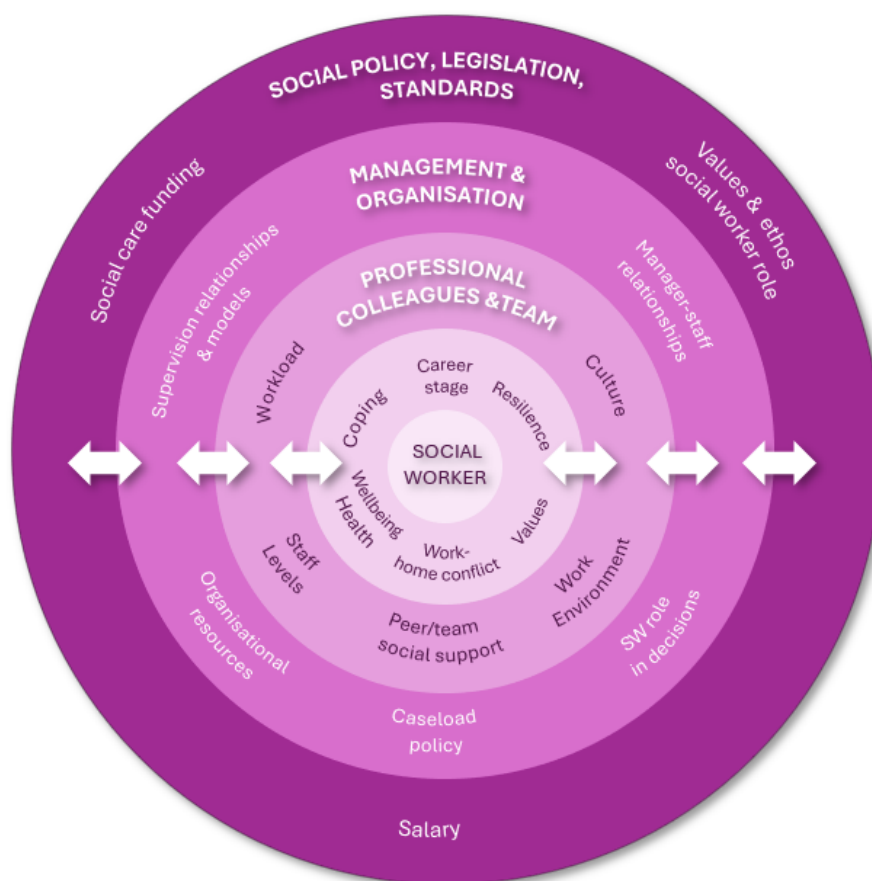 SOCIAL POLICY, LEGISLATION,
STANDARDS
Social care funding
Values & ethos
social worker role
Salary
MANAGEMENT &
ORGANISATION
Supervision relationships
& models
Manager-staff
relationships
Organisational
resources
SW role
in decisions
Caseload
policy
PROFESSIONAL
COLLEAGUES &TEAM
Workload
Culture
Staff
Levels
Work
Environment
Peer/team
social support
Career
stage
Coping
Resilience
Wellbeing
Health
Work-
home conflict
Values
SOCIAL
WORKER